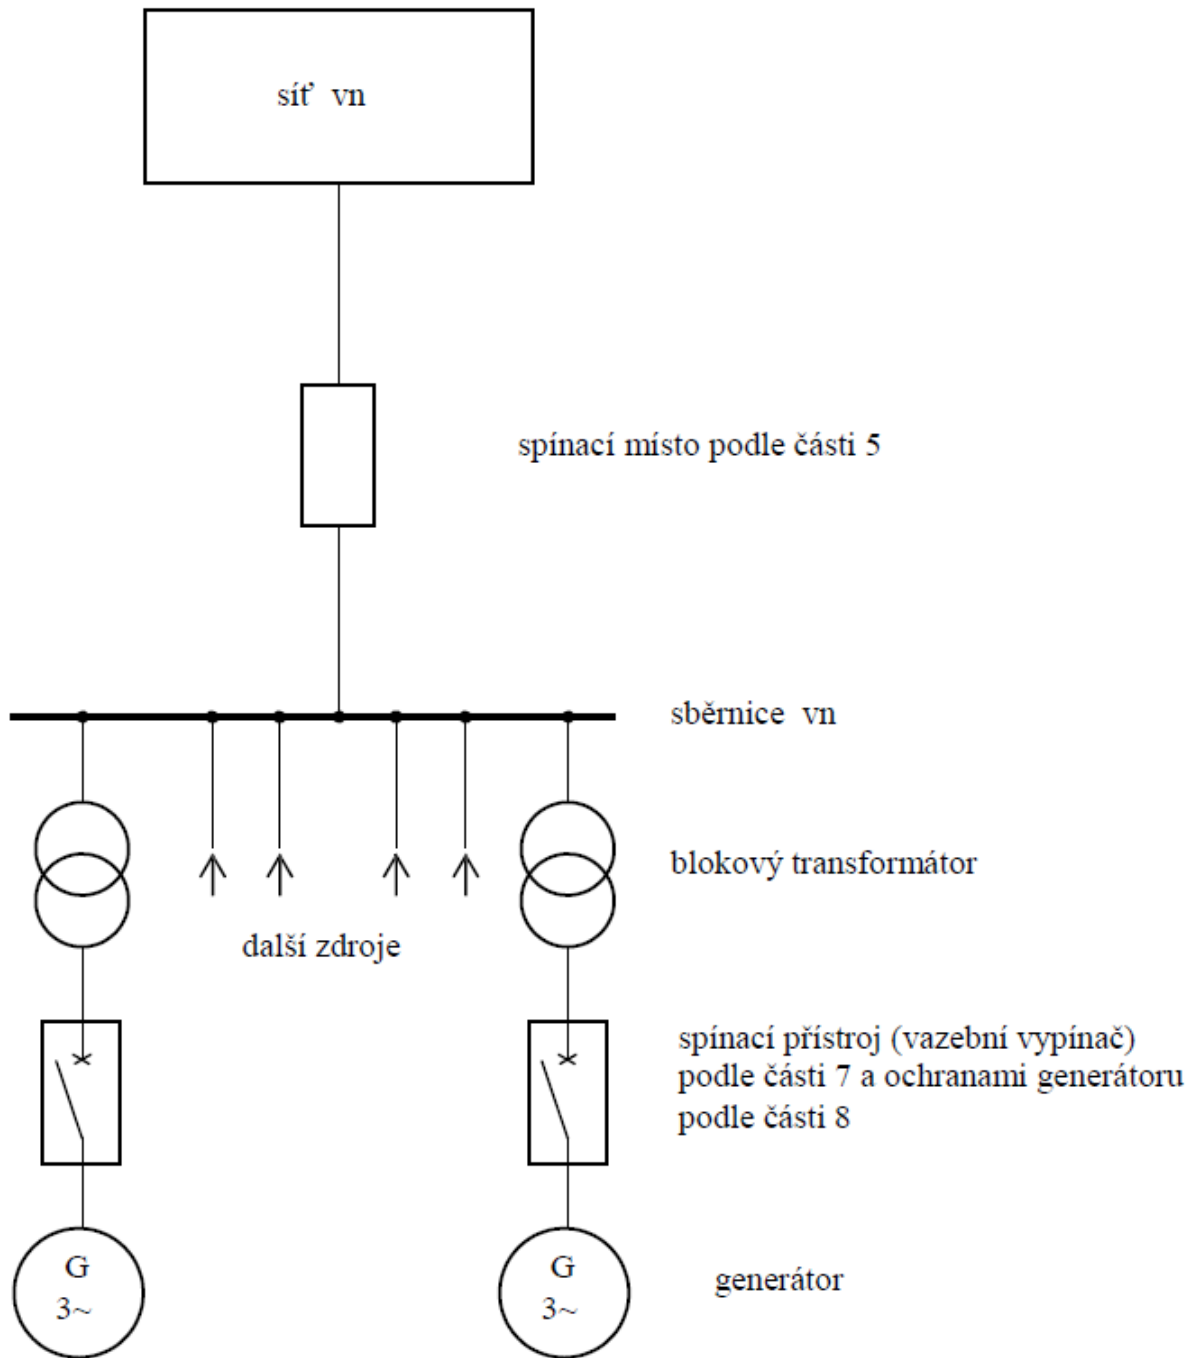 síť vn
spínací místo podle části 5
sběrnice vn
blokový transformátor
další zdroje
spínací přístroj (vazební vypínač)
podle části 7 a ochranami generátoru
podle části 8
G
3~
G
3~
generátor